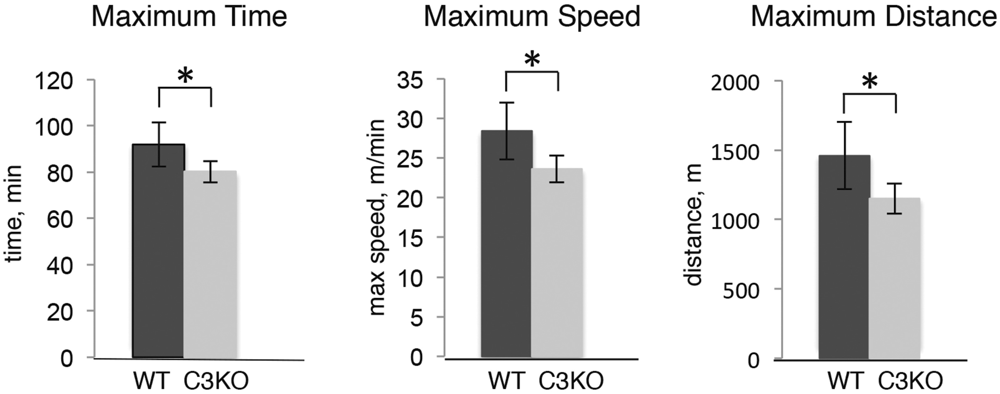 Maximum Time
*
120
100
80
60
40
20
0
time, min
WT C3KO
Maximum Speed
*
35
30
25
20
15
10
5
0
max speed, m/min
WT C3KO
Maximum Distance
*
2000
1500
1000
500
0
distance, m
WT C3KO